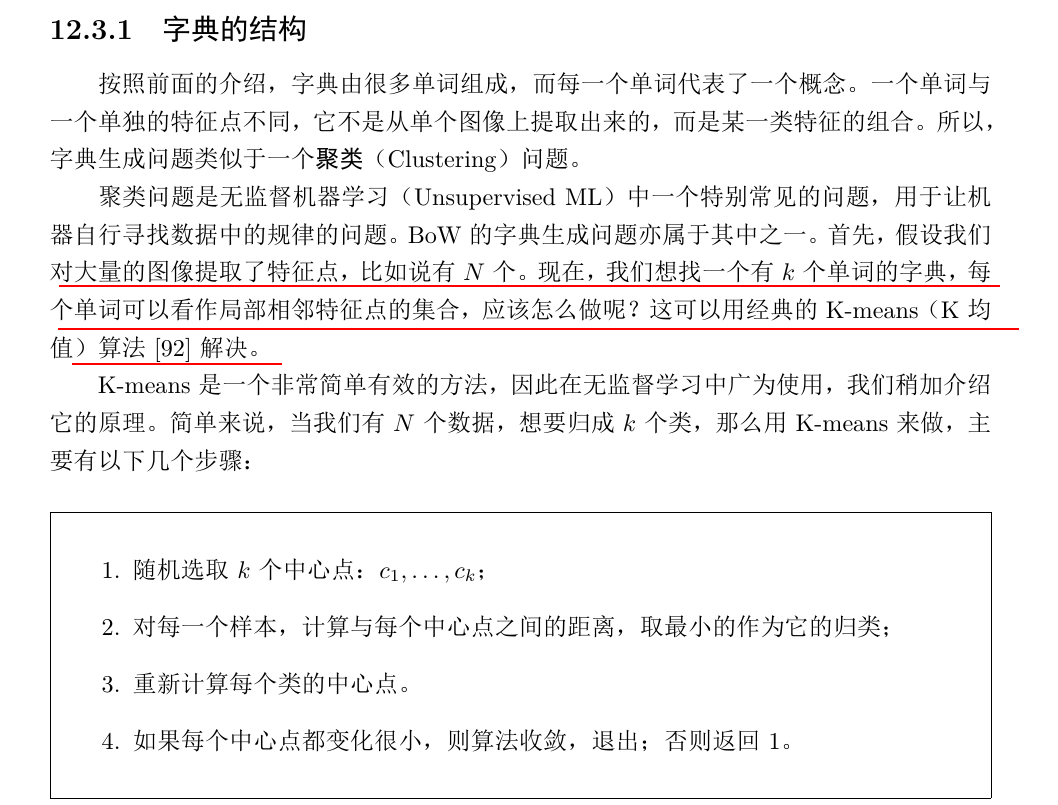 12.3.1 字典的结构
按照前面的介绍，字典由很多单词组成，而每一个单词代表了一个概念。一个单词与
一个单独的特征点不同，它不是从单个图像上提取出来的，而是某一类特征的组合。所以，
字典生成问题类似于一个聚类（Clustering）问题。
聚类问题是无监督机器学习（Unsupervised ML）中一个特别常见的问题，用于让机
器自行寻找数据中的规律的问题。BoW 的字典生成问题亦属于其中之一。首先，假设我们
对大量的图像提取了特征点，比如说有 N 个。现在，我们想找一个有 k 个单词的字典，每
个单词可以看作局部相邻特征点的集合，应该怎么做呢？这可以用经典的 K-means（K 均
值）算法 [92] 解决。
K-means 是一个非常简单有效的方法，因此在无监督学习中广为使用，我们稍加介绍
它的原理。简单来说，当我们有 N 个数据，想要归成 k 个类，那么用 K-means 来做，主
要有以下几个步骤：
1. 随机选取 k 个中心点：c₁, . . . , cₖ；
2. 对每一个样本，计算与每个中心点之间的距离，取最小的作为它的归类；
3. 重新计算每个类的中心点。
4. 如果每个中心点都变化很小，则算法收敛，退出；否则返回 1。